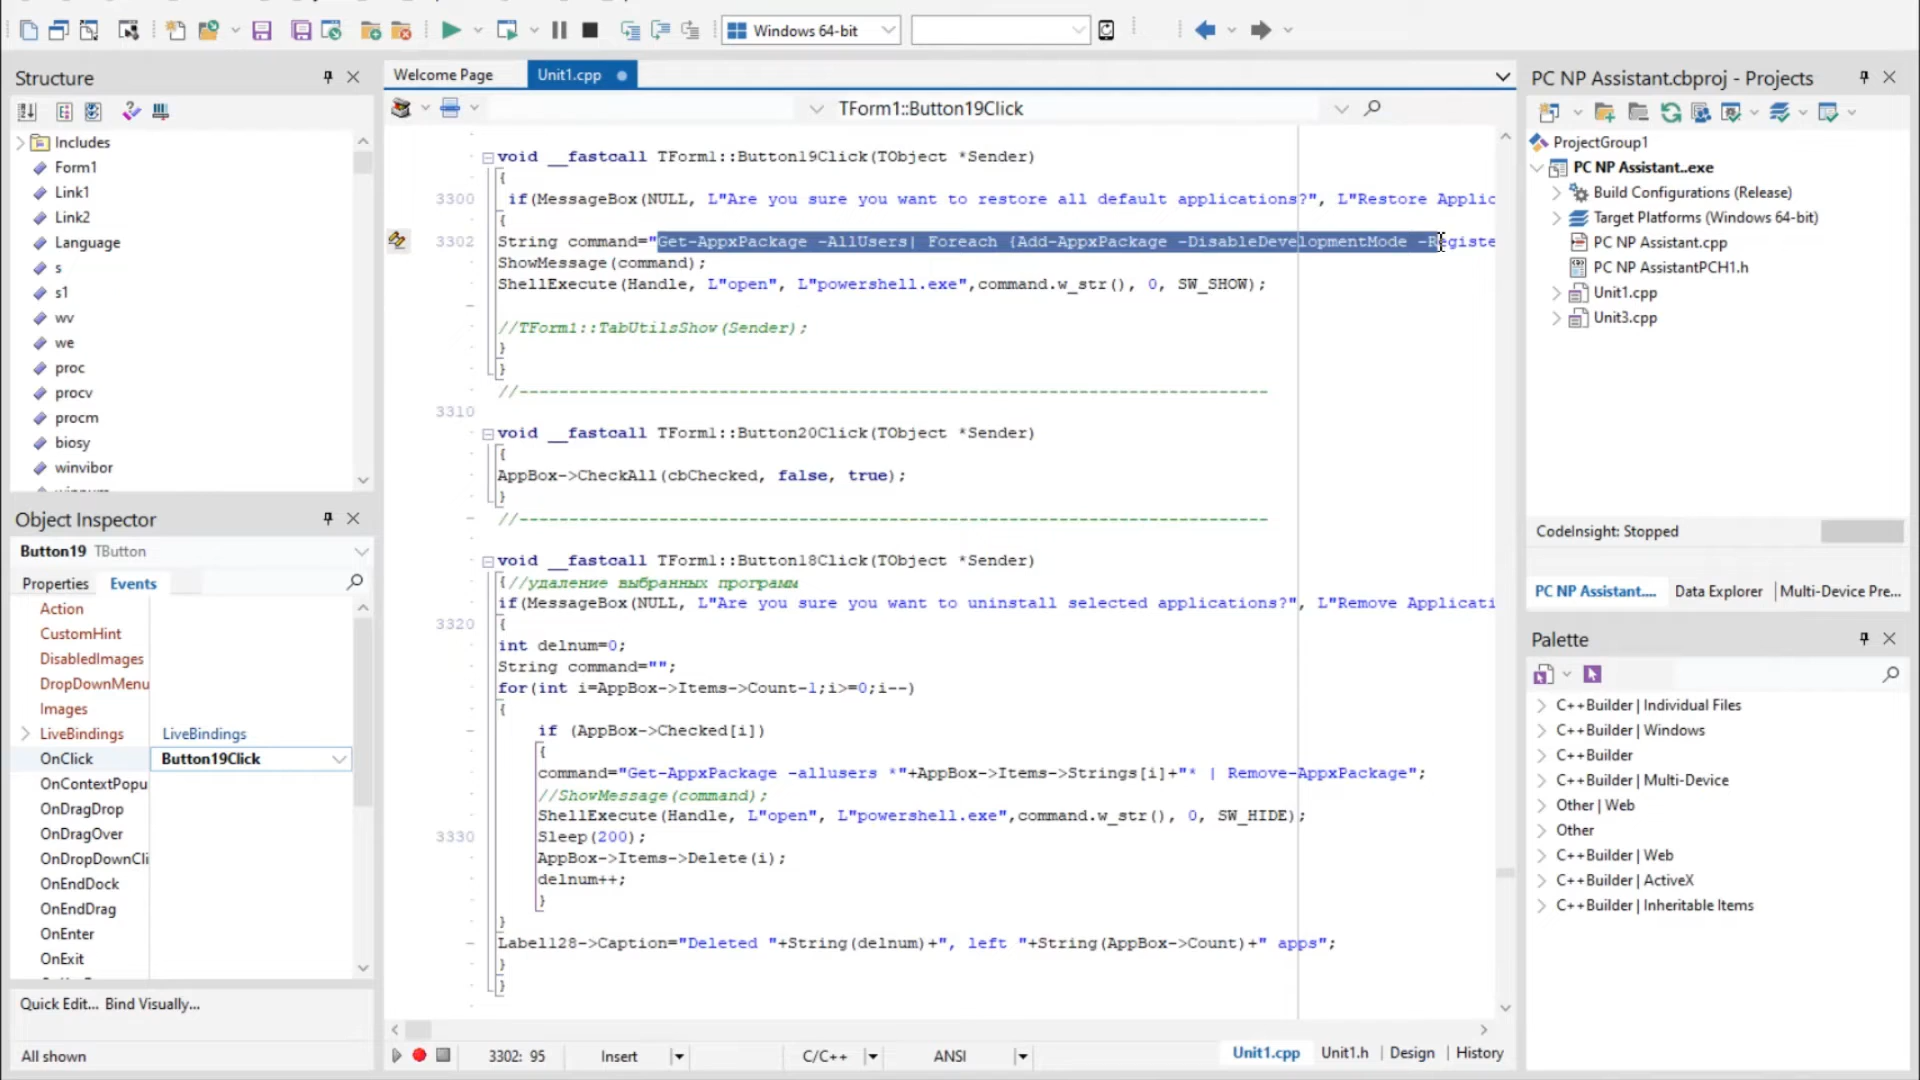 Windows 64-bit
Structure
Includes
Form1
Link1
Link2
Language
s
s1
wv
we
proc
procv
procm
biosy
winvibor
Object Inspector
Button19 TButton
Properties
Events
Action
CustomHint
DisabledImages
DropDownMenu
Images
LiveBindings LiveBindings
OnClick Button19Click
OnContextPopu
OnDragDrop
OnDragOver
OnDropDownCli
OnEndDock
OnEndDrag
OnEnter
OnExit
Quick Edit... Bind Visually...
All shown
Welcome Page
Unit1.cpp
TForm1::Button19Click
void __fastcall TForm1::Button19Click(TObject *Sender)
{
3300 if(MessageBox(NULL, L"Are you sure you want to restore all default applications?", L"Restore Applic
{
3302 String command="Get-AppxPackage -AllUsers| Foreach {Add-AppxPackage -DisableDevelopmentMode -Registe
ShowMessage(command);
ShellExecute(Handle, L"open", L"powershell.exe",command.w_str(), 0, SW_SHOW);
//TForm1::TabUtilsShow(Sender);
}
}
//---------------------------------------------------------------------------
3310
void __fastcall TForm1::Button20Click(TObject *Sender)
{
AppBox->CheckAll(cbChecked, false, true);
}
//---------------------------------------------------------------------------
void __fastcall TForm1::Button18Click(TObject *Sender)
{//удаление выбранных программ
if(MessageBox(NULL, L"Are you sure you want to uninstall selected applications?", L"Remove Applicati
3320 {
int delnum=0;
String command="";
for(int i=AppBox->Items->Count-1;i>=0;i--)
{
if (AppBox->Checked[i])
{
command="Get-AppxPackage -allusers *"+AppBox->Items->Strings[i]+"* | Remove-AppxPackage";
//ShowMessage(command);
ShellExecute(Handle, L"open", L"powershell.exe",command.w_str(), 0, SW_HIDE);
3330 Sleep(200);
AppBox->Items->Delete(i);
delnum++;
}
}
Label128->Caption="Deleted "+String(delnum)+", left "+String(AppBox->Count)+" apps";
}
}
3302: 95
Insert
C/C++
ANSI
Unit1.cpp
Unit1.h
Design
History
PC NP Assistant.cbproj - Projects
ProjectGroup1
PC NP Assistant..exe
Build Configurations (Release)
Target Platforms (Windows 64-bit)
PC NP Assistant.cpp
PC NP AssistantPCH1.h
Unit1.cpp
Unit3.cpp
CodeInsight: Stopped
PC NP Assistant....
Data Explorer
Multi-Device Pre...
Palette
C++Builder | Individual Files
C++Builder | Windows
C++Builder
C++Builder | Multi-Device
Other | Web
Other
C++Builder | Web
C++Builder | ActiveX
C++Builder | Inheritable Items